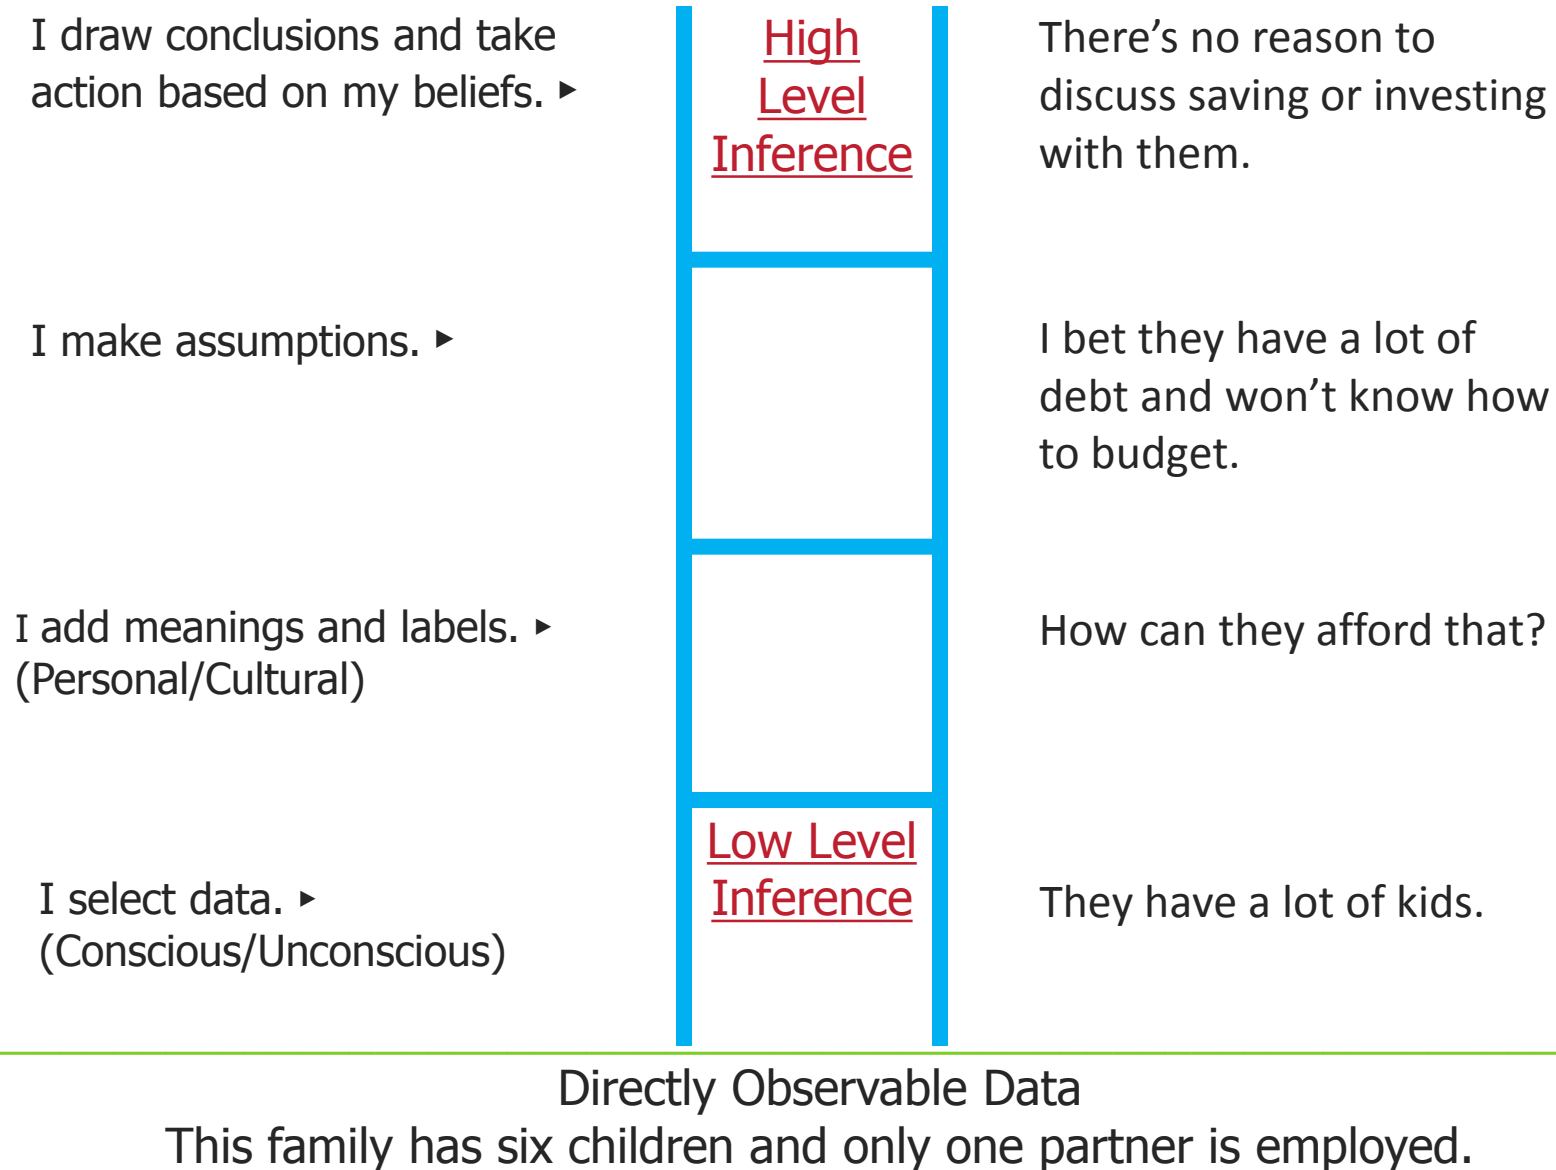 I draw conclusions and take
action based on my beliefs. ▸
High
Level
Inference
There’s no reason to
discuss saving or investing
with them.
I make assumptions. ▸
I bet they have a lot of
debt and won’t know how
to budget.
I add meanings and labels. ▸
(Personal/Cultural)
How can they afford that?
I select data. ▸
(Conscious/Unconscious)
Low Level
Inference
They have a lot of kids.
Directly Observable Data
This family has six children and only one partner is employed.